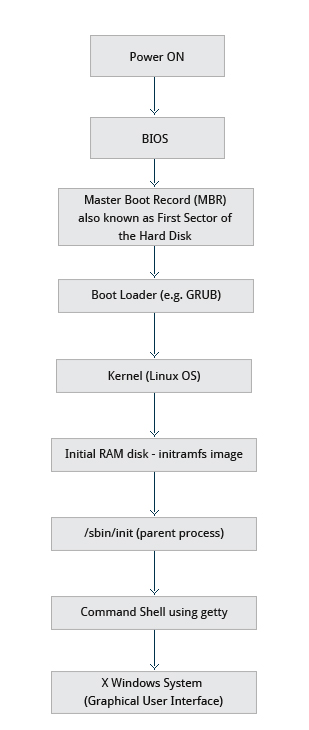 Power ON
BIOS
Master Boot Record (MBR)
also known as First Sector of
the Hard Disk
Boot Loader (e.g. GRUB)
Kernel (Linux OS)
Initial RAM disk - initramfs image
/sbin/init (parent process)
Command Shell using getty
X Windows System
(Graphical User Interface)